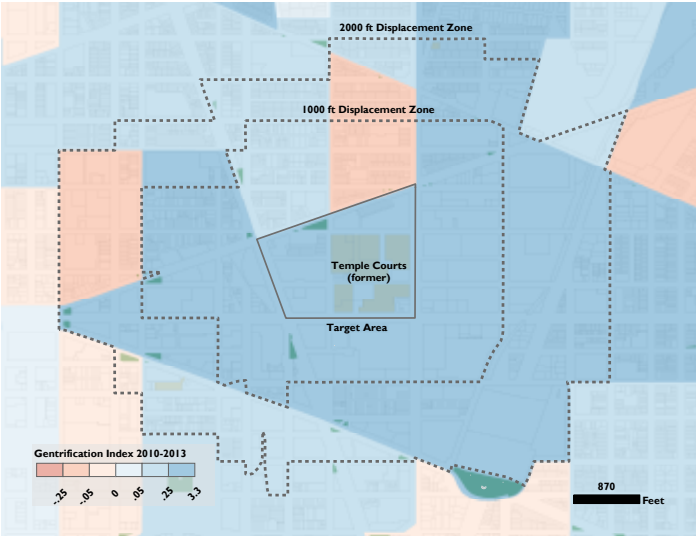 2000 ft Displacement Zone
1000 ft Displacement Zone
Temple Courts
(former)
Target Area
Gentrification Index 2010-2013
-.25 -.05 0 .05 .25 3.3
870
Feet